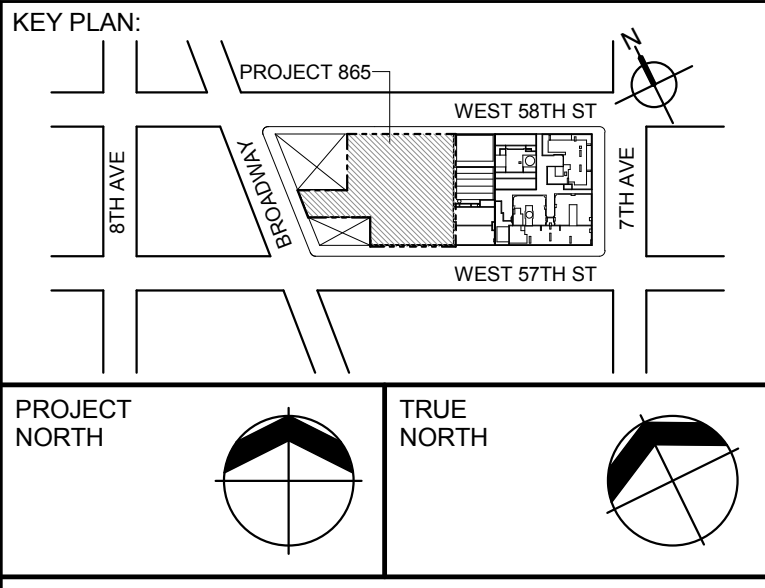 KEY PLAN:
N
PROJECT 865
WEST 58TH ST
8TH AVE
BROADWAY
7TH AVE
WEST 57TH ST
PROJECT
NORTH
TRUE
NORTH